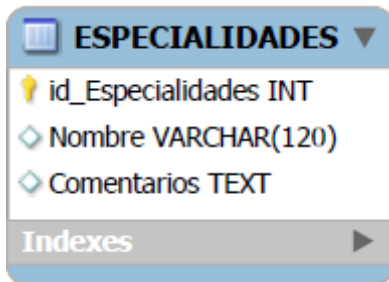 ESPECIALIDADES
id_Especialidades INT
Nombre VARCHAR(120)
Comentarios TEXT
Indexes